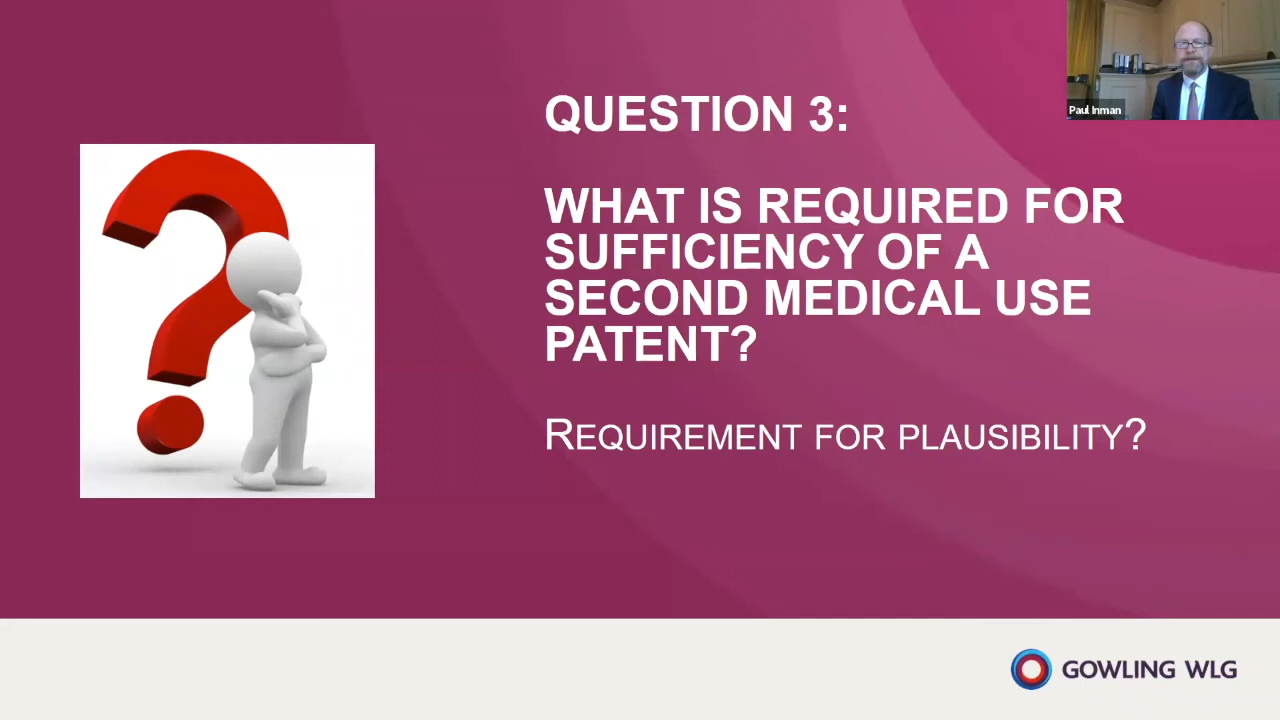 QUESTION 3:
WHAT IS REQUIRED FOR
SUFFICIENCY OF A
SECOND MEDICAL USE
PATENT?
REQUIREMENT FOR PLAUSIBILITY?
Paul Inman
GOWLING WLG